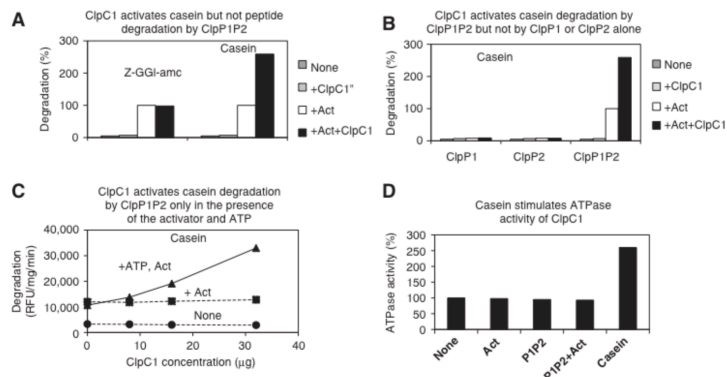 A
ClpC1 activates casein but not peptide
degradation by ClpP1P2
Degradation (%)
300
200
100
0
Z-GGl-amc
Casein
None
+ClpC1"
+Act
+Act+ClpC1
B
ClpC1 activates casein degradation by
ClpP1P2 but not by ClpP1 or ClpP2 alone
Degradation (%)
300
200
100
0
Casein
ClpP1
ClpP2
ClpP1P2
None
+ClpC1
+Act
+Act+ClpC1
C
ClpC1 activates casein degradation
by ClpP1P2 only in the presence
of the activator and ATP
Degradation
(RFU/mg/min)
40,000
30,000
20,000
10,000
0
Casein
+ATP, Act
+ Act
None
0
10
20
30
40
ClpC1 concentration (μg)
D
Casein stimulates ATPase
activity of ClpC1
ATPase activity (%)
300
250
200
150
100
50
0
None
Act
P1P2
P1P2+Act
Casein